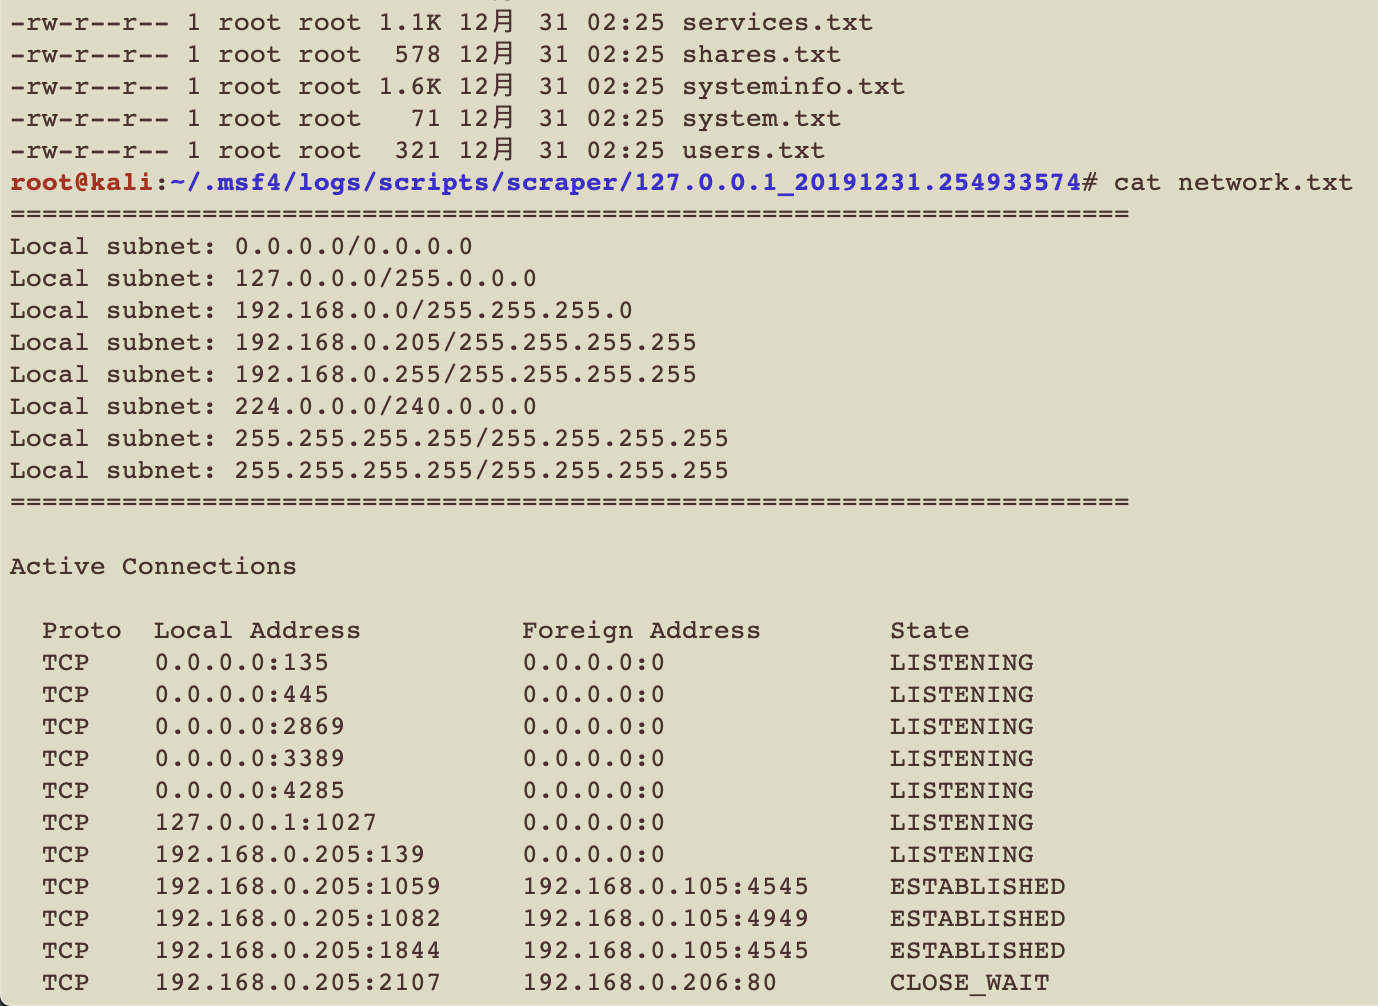 -rw-r--r-- 1 root root 1.1K 12月  31 02:25 services.txt
-rw-r--r-- 1 root root  578 12月  31 02:25 shares.txt
-rw-r--r-- 1 root root 1.6K 12月  31 02:25 systeminfo.txt
-rw-r--r-- 1 root root   71 12月  31 02:25 system.txt
-rw-r--r-- 1 root root  321 12月  31 02:25 users.txt
root@kali:~/.msf4/logs/scripts/scraper/127.0.0.1_20191231.254933574# cat network.txt
======================================================================
Local subnet: 0.0.0.0/0.0.0.0
Local subnet: 127.0.0.0/255.0.0.0
Local subnet: 192.168.0.0/255.255.255.0
Local subnet: 192.168.0.205/255.255.255.255
Local subnet: 192.168.0.255/255.255.255.255
Local subnet: 224.0.0.0/240.0.0.0
Local subnet: 255.255.255.255/255.255.255.255
Local subnet: 255.255.255.255/255.255.255.255
======================================================================
Active Connections
  Proto  Local Address          Foreign Address        State
  TCP    0.0.0.0:135            0.0.0.0:0              LISTENING
  TCP    0.0.0.0:445            0.0.0.0:0              LISTENING
  TCP    0.0.0.0:2869           0.0.0.0:0              LISTENING
  TCP    0.0.0.0:3389           0.0.0.0:0              LISTENING
  TCP    0.0.0.0:4285           0.0.0.0:0              LISTENING
  TCP    127.0.0.1:1027         0.0.0.0:0              LISTENING
  TCP    192.168.0.205:139      0.0.0.0:0              LISTENING
  TCP    192.168.0.205:1059     192.168.0.105:4545     ESTABLISHED
  TCP    192.168.0.205:1082     192.168.0.105:4949     ESTABLISHED
  TCP    192.168.0.205:1844     192.168.0.105:4545     ESTABLISHED
  TCP    192.168.0.205:2107     192.168.0.206:80       CLOSE_WAIT